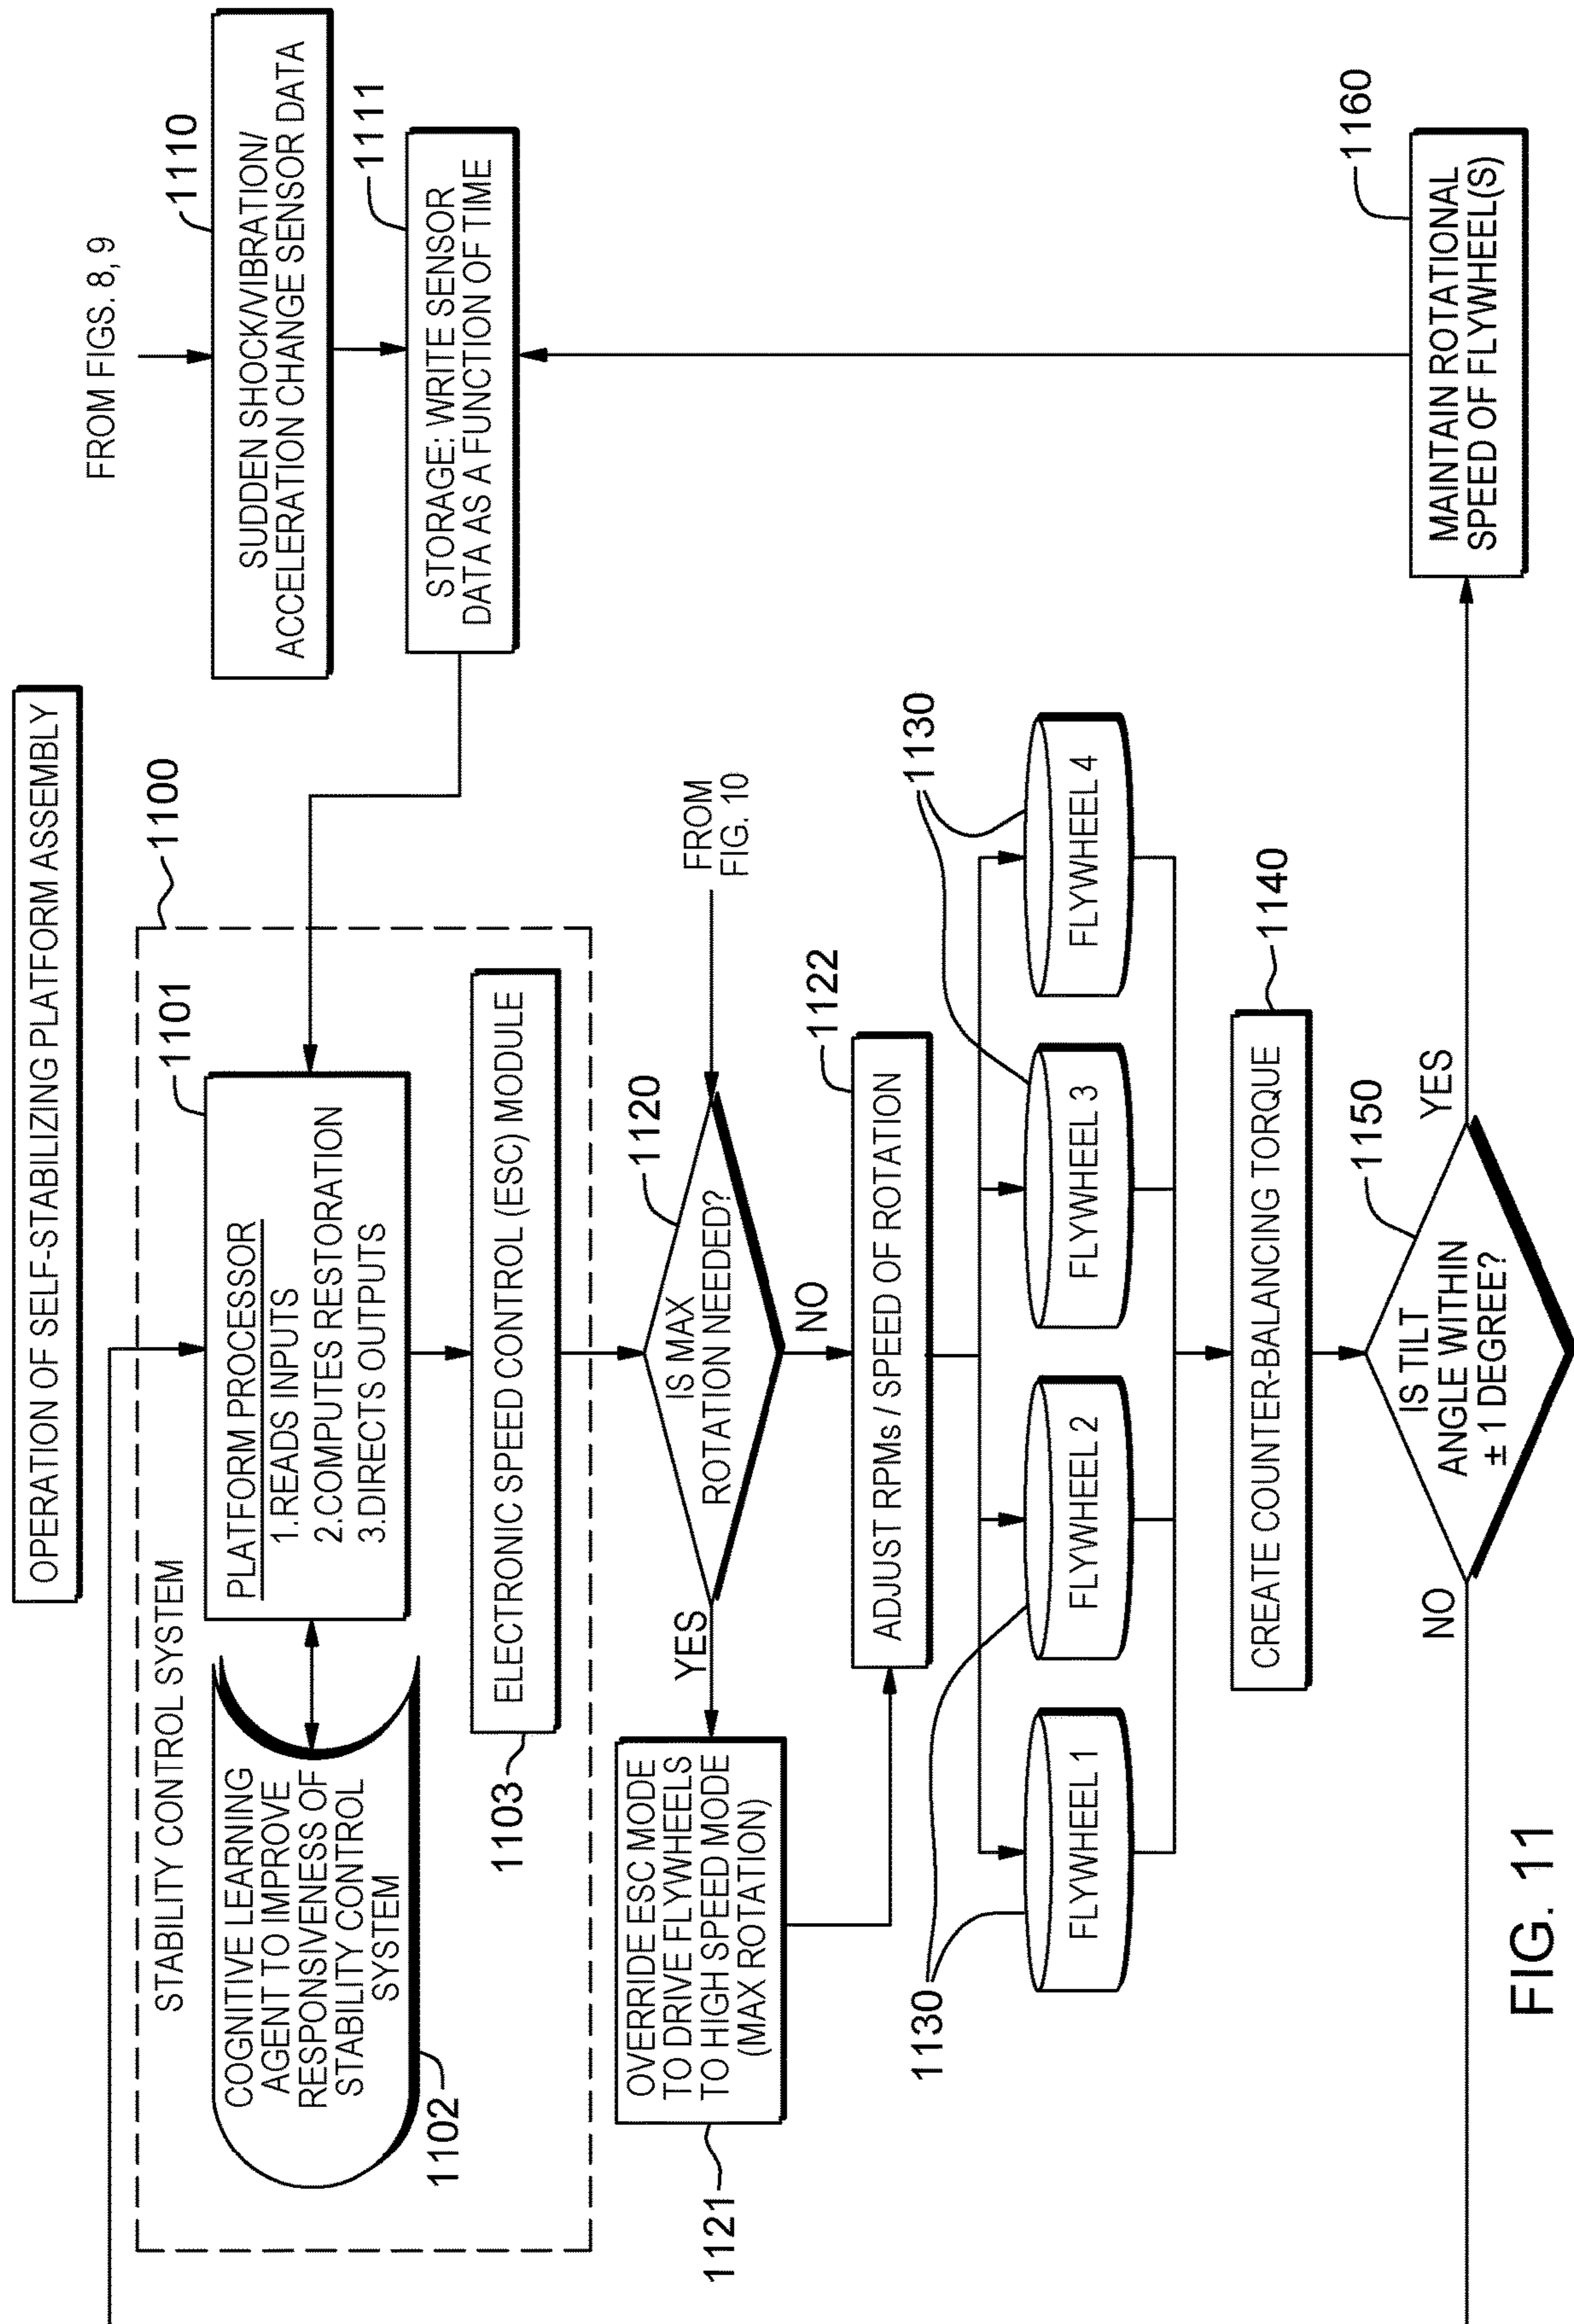 OPERATION OF SELF-STABILIZING PLATFORM ASSEMBLY
FROM FIGS. 8, 9
1110
SUDDEN SHOCK/VIBRATION/
ACCELERATION CHANGE SENSOR DATA
1111
STORAGE: WRITE SENSOR
DATA AS A FUNCTION OF TIME
STABILITY CONTROL SYSTEM
1100
1101
PLATFORM PROCESSOR
1.READS INPUTS
2.COMPUTES RESTORATION
3.DIRECTS OUTPUTS
COGNITIVE LEARNING
AGENT TO IMPROVE
RESPONSIVENESS OF
STABILITY CONTROL
SYSTEM
1102
1103
ELECTRONIC SPEED CONTROL (ESC) MODULE
1120
IS MAX
ROTATION NEEDED?
FROM
FIG. 10
YES
NO
OVERRIDE ESC MODE
TO DRIVE FLYWHEELS
TO HIGH SPEED MODE
(MAX ROTATION)
1121
1122
ADJUST RPMs / SPEED OF ROTATION
1130
1130
FLYWHEEL 1
FLYWHEEL 2
FLYWHEEL 3
FLYWHEEL 4
1140
CREATE COUNTER-BALANCING TORQUE
1150
IS TILT
ANGLE WITHIN
± 1 DEGREE?
NO
YES
1160
MAINTAIN ROTATIONAL
SPEED OF FLYWHEEL(S)
FIG. 11